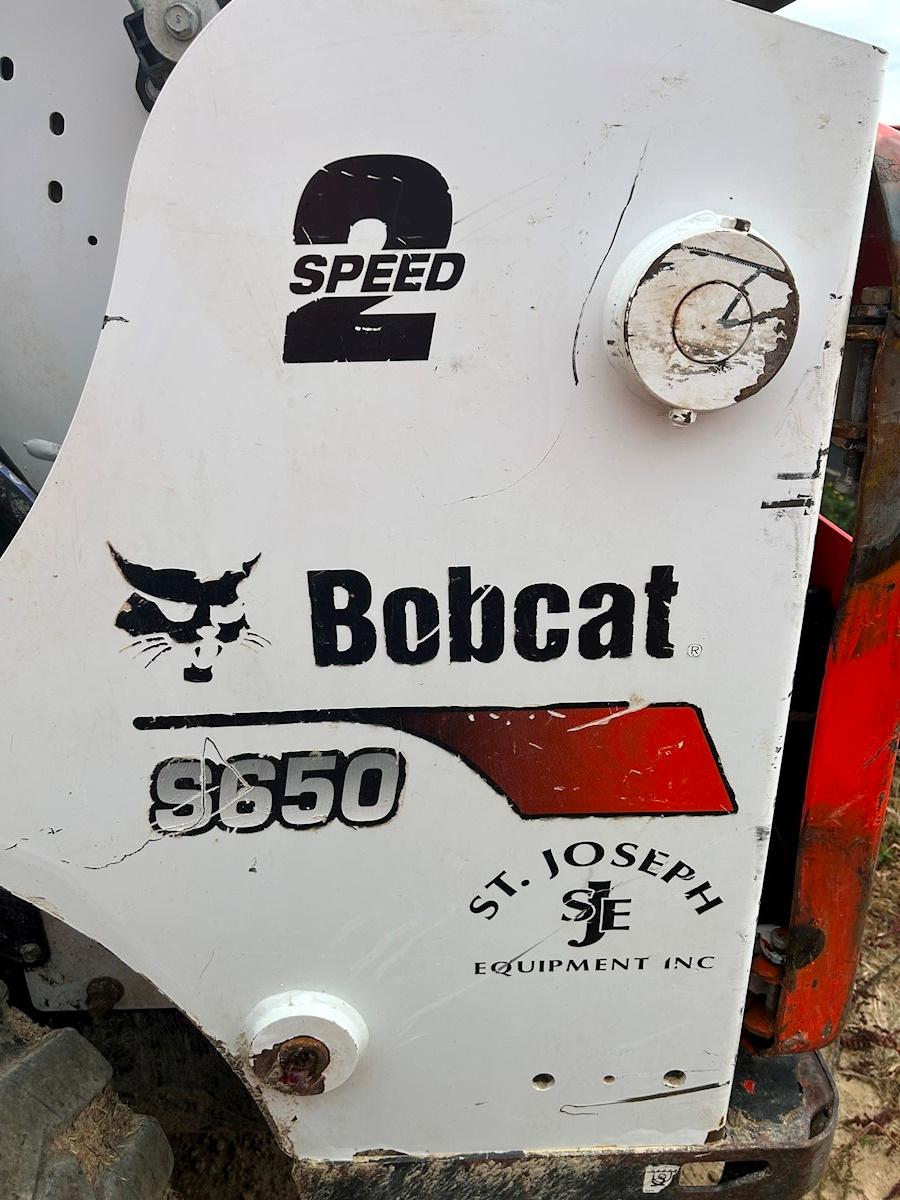 2
SPEED
Bobcat®
S650
ST. JOSEPH
SJE
EQUIPMENT INC